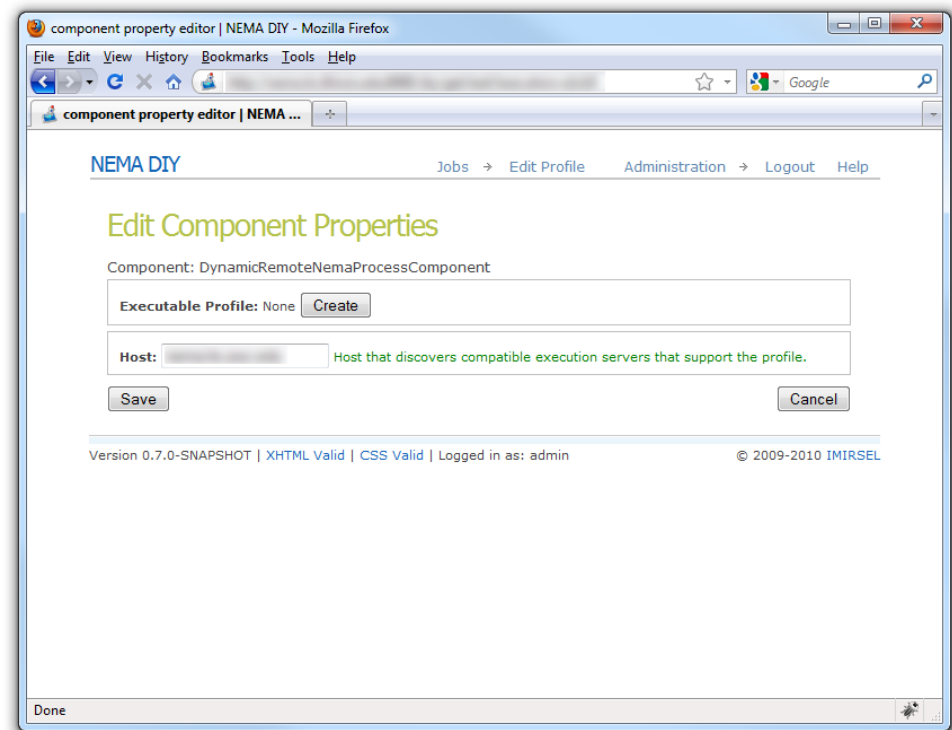 component property editor | NEMA DIY - Mozilla Firefox
File Edit View History Bookmarks Tools Help
Google
component property editor | NEMA ...
NEMA DIY
Jobs → Edit Profile Administration → Logout Help
Edit Component Properties
Component: DynamicRemoteNemaProcessComponent
Executable Profile: None Create
Host: Host that discovers compatible execution servers that support the profile.
Save Cancel
Version 0.7.0-SNAPSHOT | XHTML Valid | CSS Valid | Logged in as: admin © 2009-2010 IMIRSEL
Done